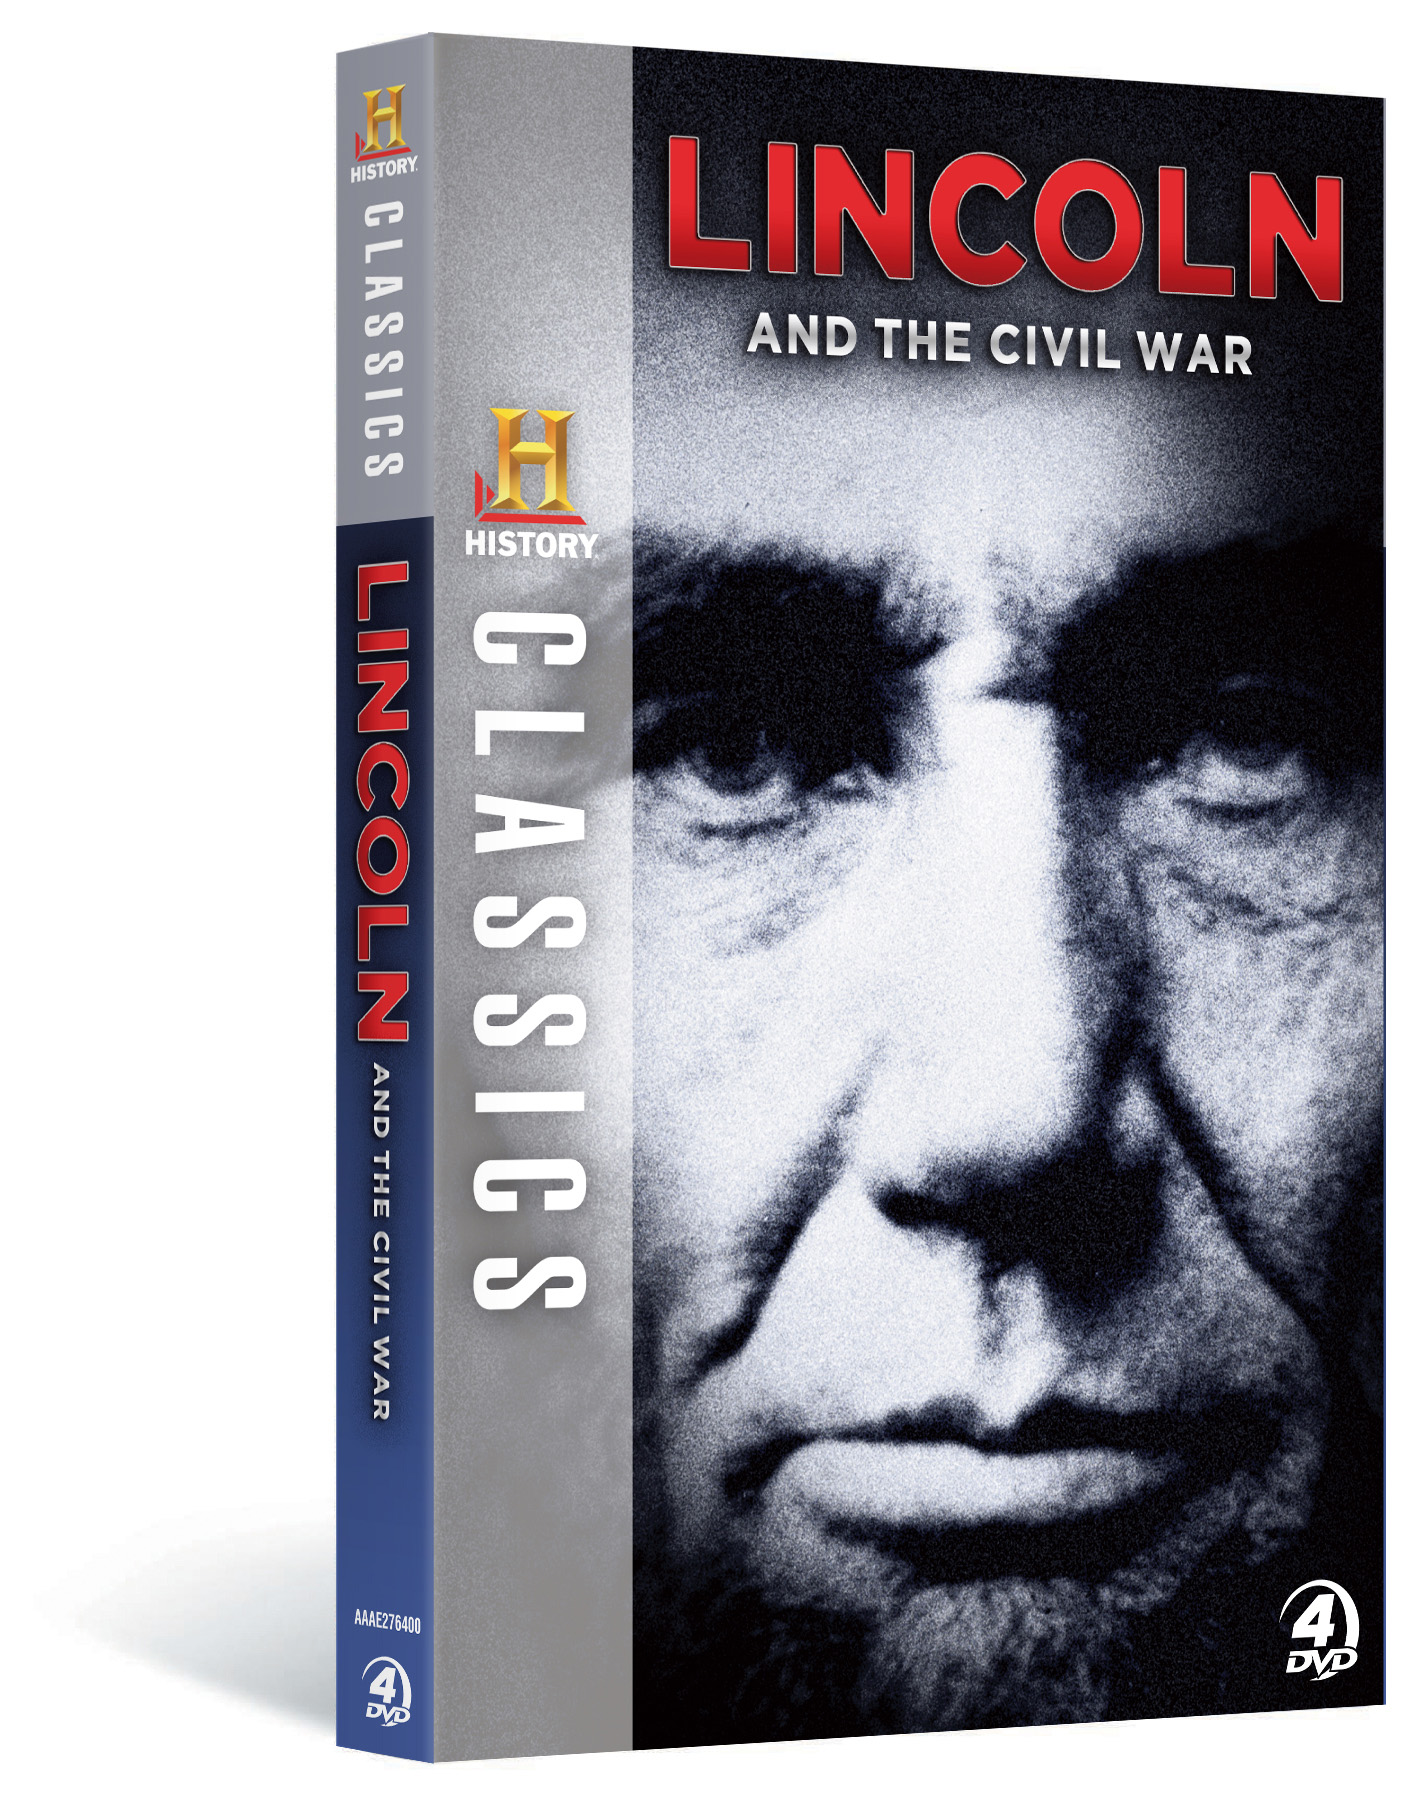 H
HISTORY
CLASSICS
LINCOLN
AND THE CIVIL WAR
AAAE276400
4
DVD
LINCOLN
AND THE CIVIL WAR
H
HISTORY
CLASSICS
4
DVD